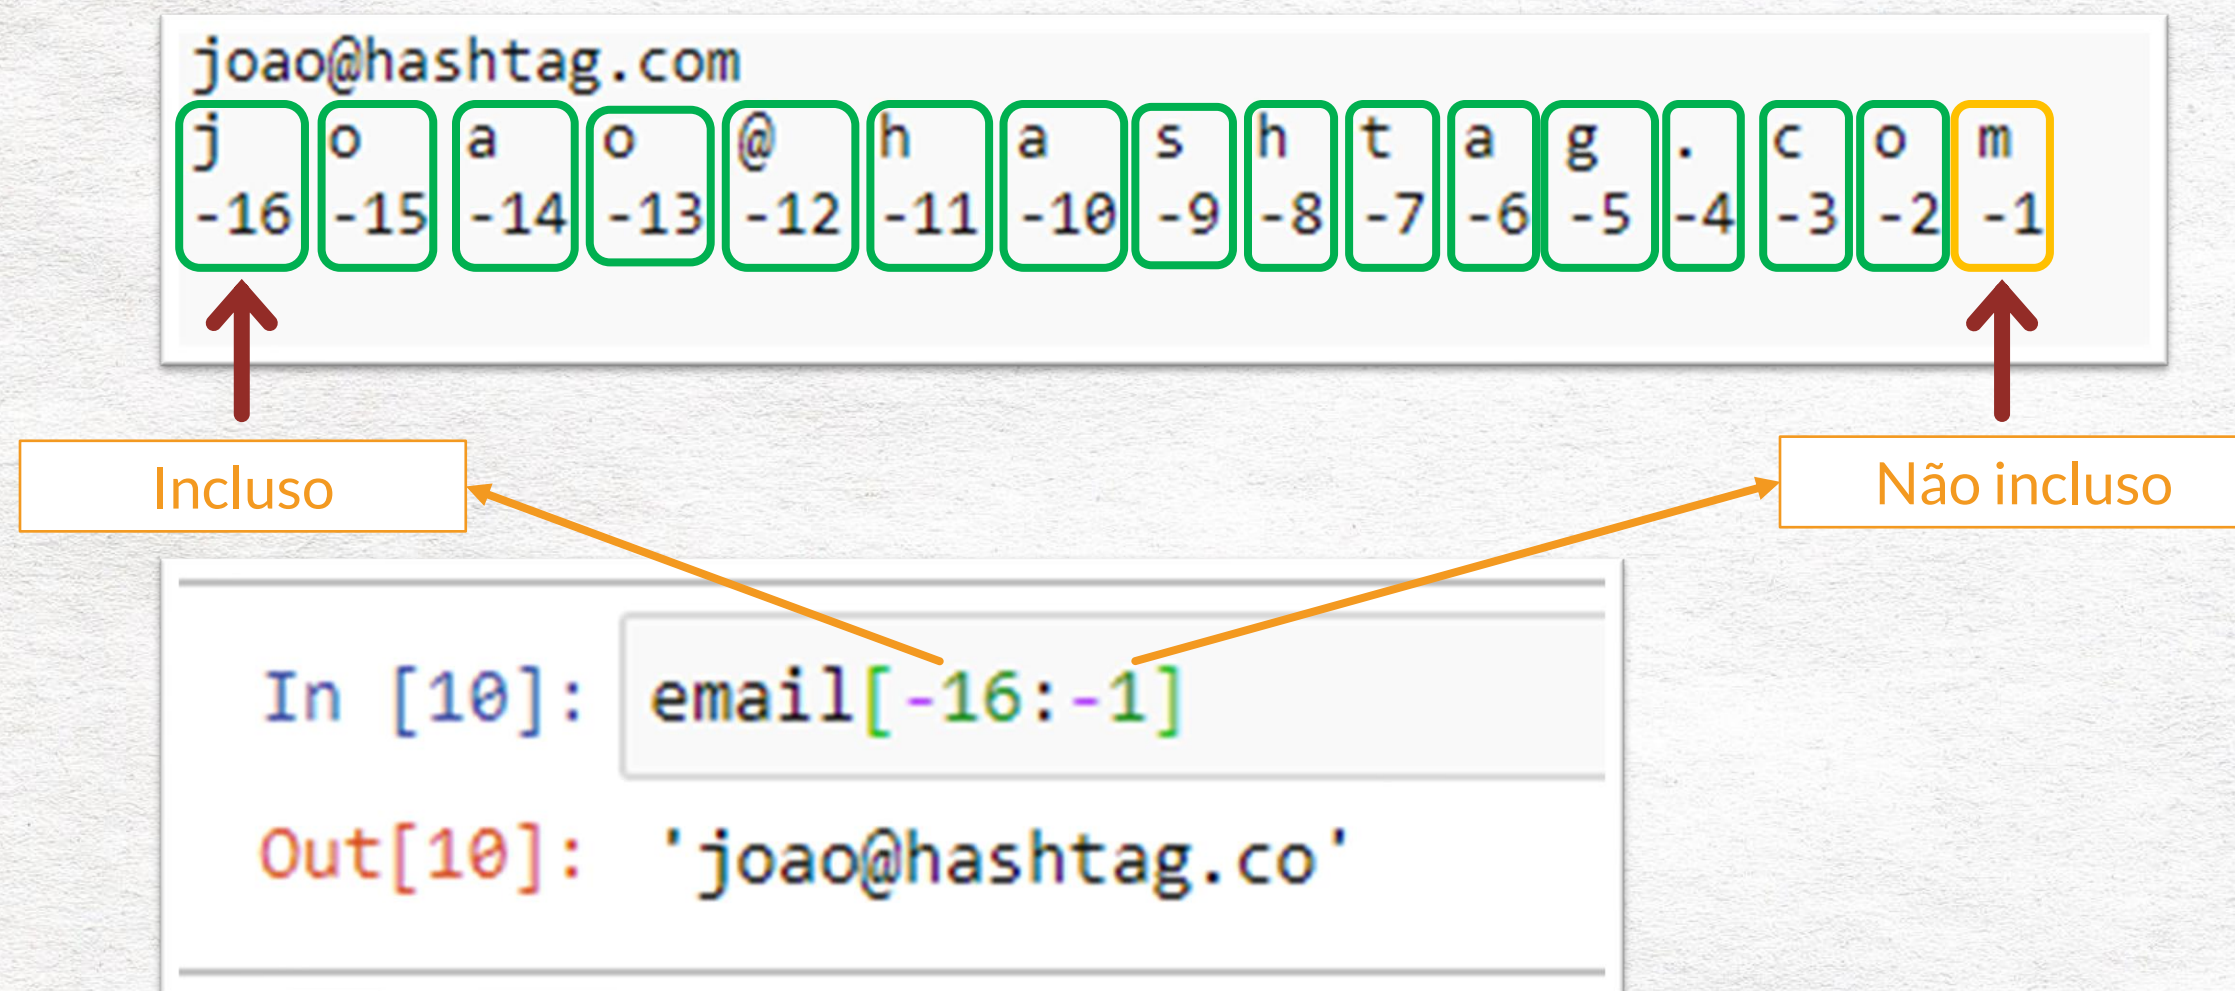 joao@hashtag.com
j o a o @ h a s h t a g . c o m
-16 -15 -14 -13 -12 -11 -10 -9 -8 -7 -6 -5 -4 -3 -2 -1
Incluso
Não incluso
In [10]: email[-16:-1]
Out[10]: 'joao@hashtag.co'